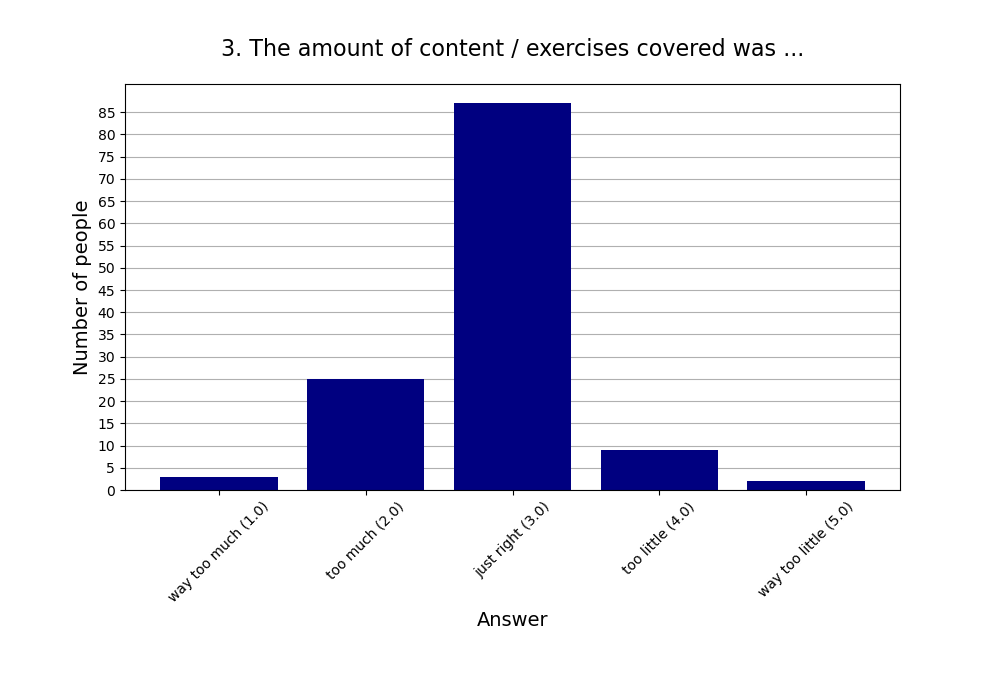 3. The amount of content / exercises covered was ...
Number of people
85
80
75
70
65
60
55
50
45
40
35
30
25
20
15
10
5
0
way too much (1.0)
too much (2.0)
just right (3.0)
too little (4.0)
way too little (5.0)
Answer